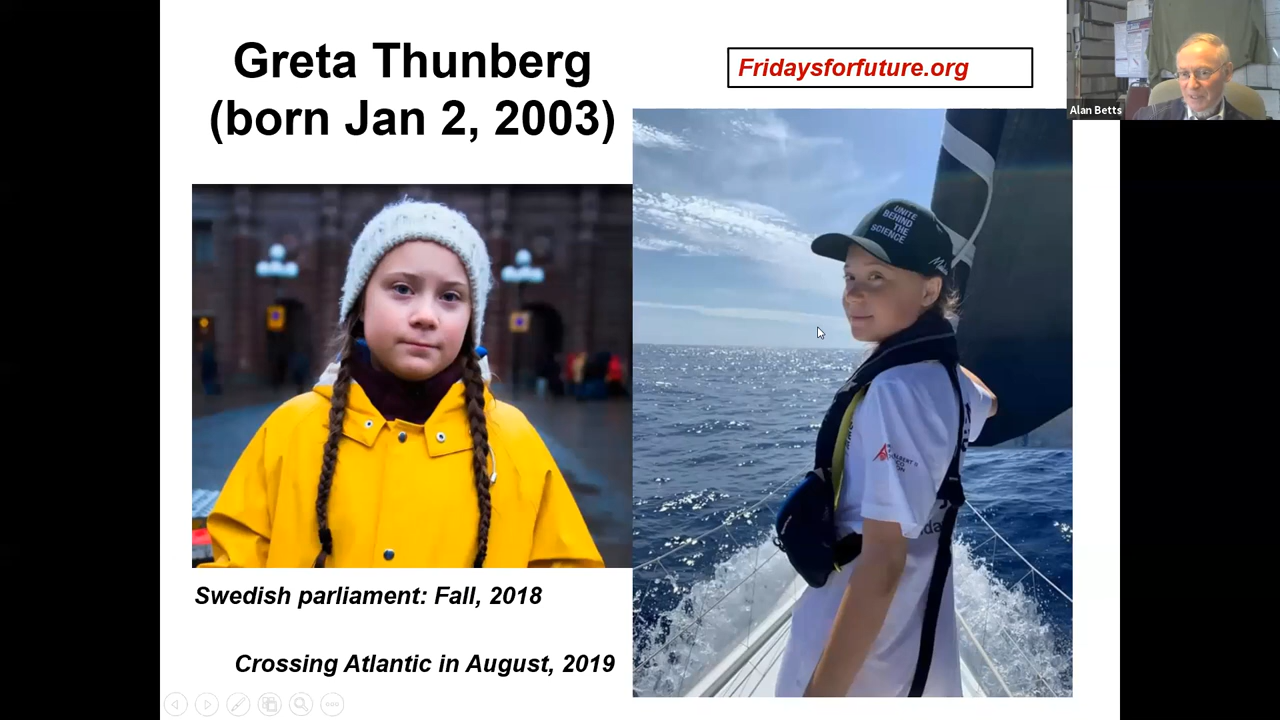 Greta Thunberg
(born Jan 2, 2003)
Fridaysforfuture.org
Alan Betts
UNITE
BEHIND
THE
SCIENCE
Swedish parliament: Fall, 2018
Crossing Atlantic in August, 2019